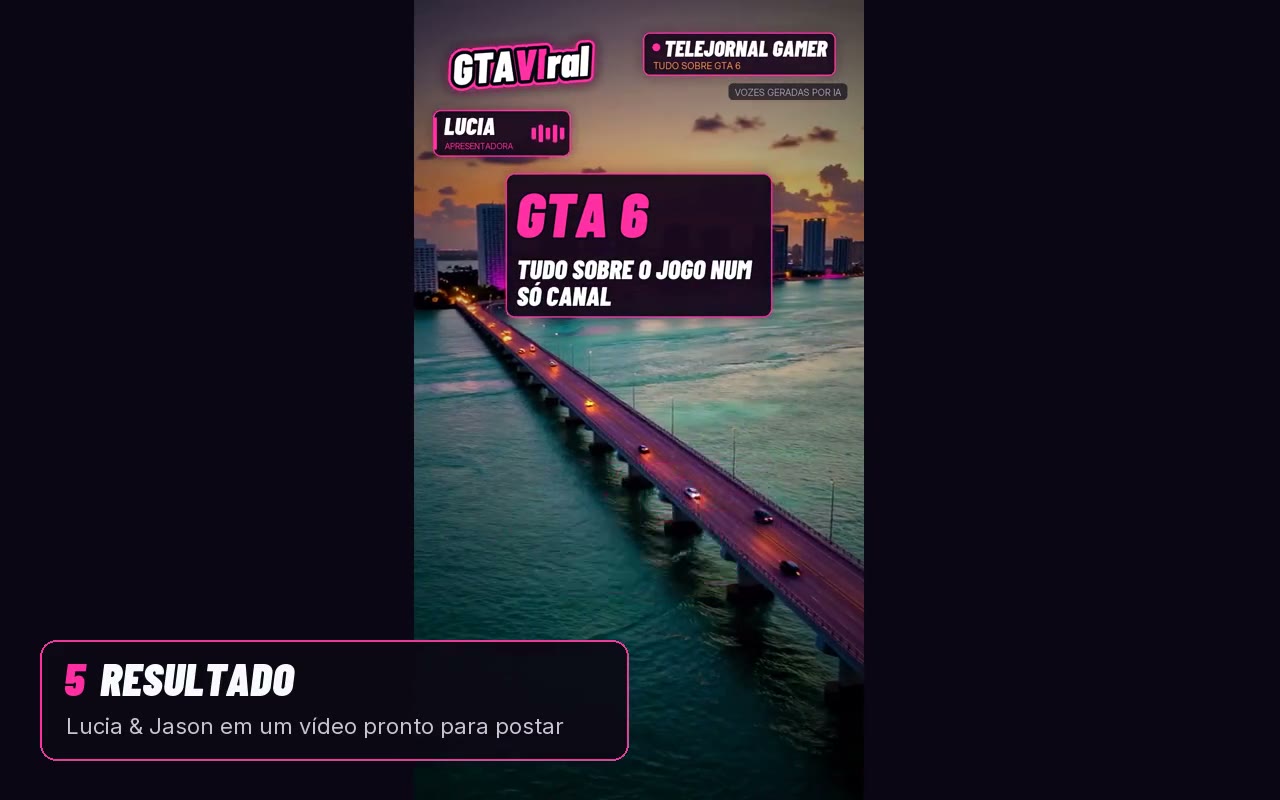 GTAVIral
TELEJORNAL GAMER
TUDO SOBRE GTA 6
VOZES GERADAS POR IA
LUCIA
APRESENTADORA
GTA 6
TUDO SOBRE O JOGO NUM
SÓ CANAL
5 RESULTADO
Lucia & Jason em um vídeo pronto para postar